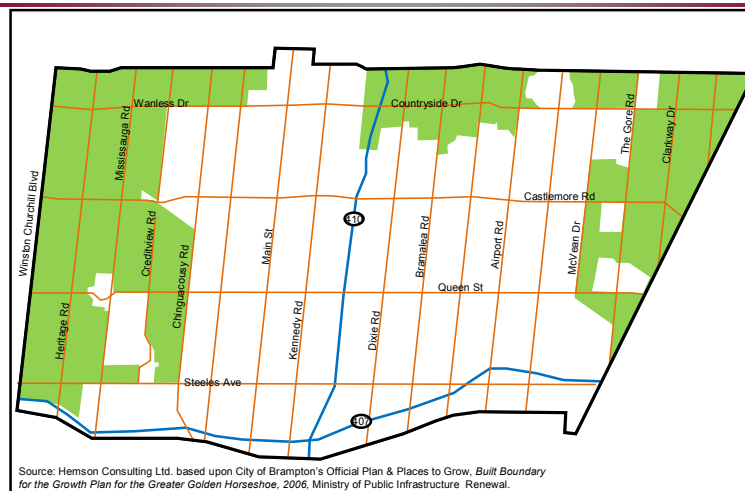 Wanless Dr
Countryside Dr
Mississauga Rd
The Gore Rd
Clarkway Dr
Winston Churchill Blvd
Castlemore Rd
410
Creditview Rd
Chinguacousy Rd
Main St
Bramalea Rd
Airport Rd
McVean Dr
Queen St
Heritage Rd
Kennedy Rd
Dixie Rd
Steeles Ave
407
Source: Hemson Consulting Ltd. based upon City of Brampton's Official Plan & Places to Grow, Built Boundary
for the Growth Plan for the Greater Golden Horseshoe, 2006, Ministry of Public Infrastructure Renewal.